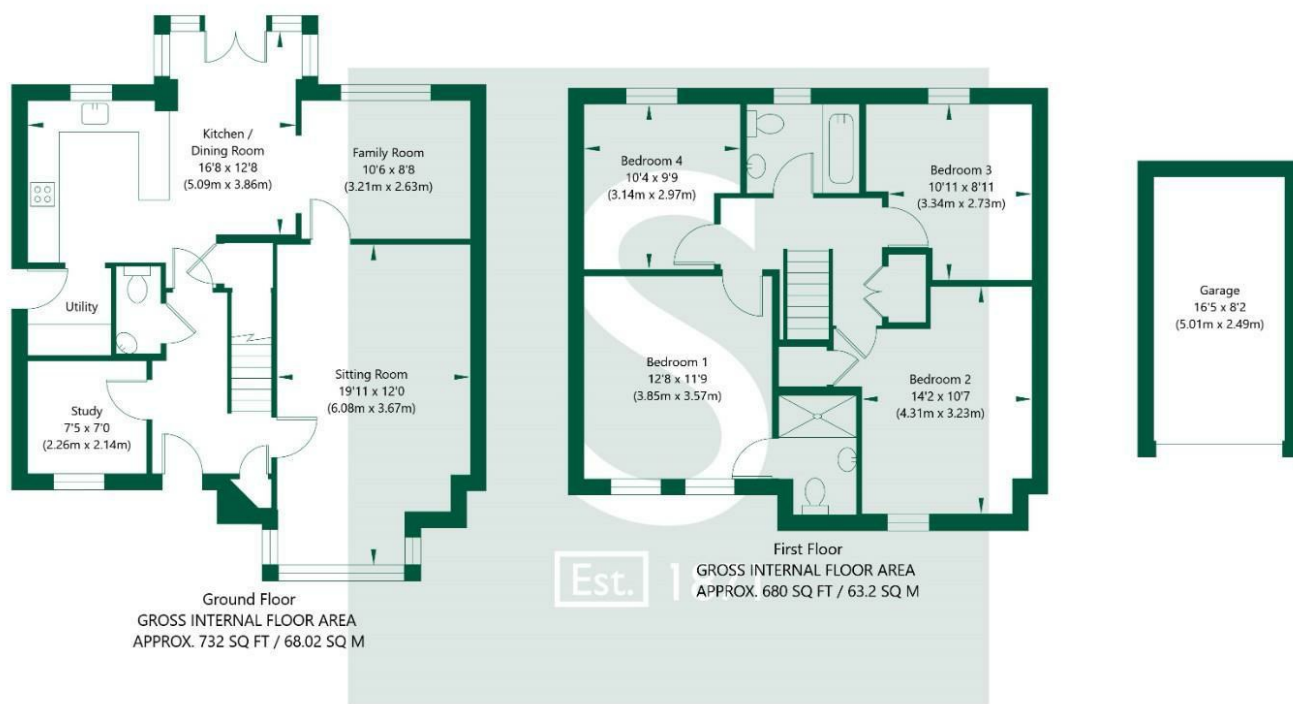 Kitchen /
Dining Room
16'8 x 12'8
(5.09m x 3.86m)
Family Room
10'6 x 8'8
(3.21m x 2.63m)
Utility
Study
7'5 x 7'0
(2.26m x 2.14m)
Sitting Room
19'11 x 12'0
(6.08m x 3.67m)
Ground Floor
GROSS INTERNAL FLOOR AREA
APPROX. 732 SQ FT / 68.02 SQ M
Bedroom 4
10'4 x 9'9
(3.14m x 2.97m)
Bedroom 3
10'11 x 8'11
(3.34m x 2.73m)
Bedroom 1
12'8 x 11'9
(3.85m x 3.57m)
Bedroom 2
14'2 x 10'7
(4.31m x 3.23m)
First Floor
GROSS INTERNAL FLOOR AREA
APPROX. 680 SQ FT / 63.2 SQ M
Garage
16'5 x 8'2
(5.01m x 2.49m)
S
Est.